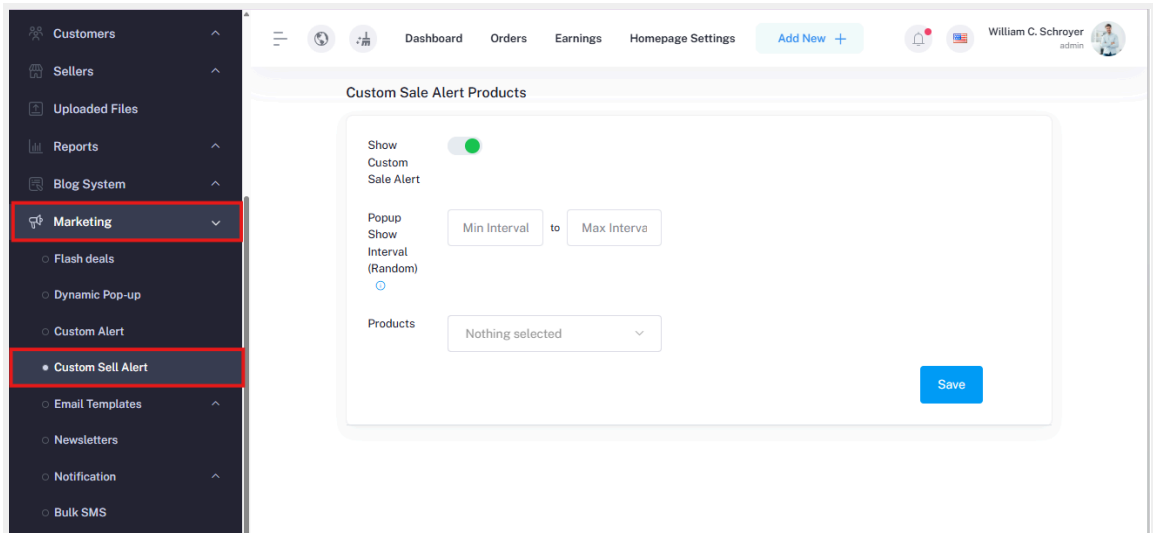 Customers
Sellers
Uploaded Files
Reports
Blog System
Marketing
Flash deals
Dynamic Pop-up
Custom Alert
Custom Sell Alert
Email Templates
Newsletters
Notification
Bulk SMS
Dashboard Orders Earnings Homepage Settings Add New + William C. Schroyer
admin
Custom Sale Alert Products
Show
Custom
Sale Alert
Popup
Show
Interval
(Random)
Min Interval to Max Interva
Products
Nothing selected
Save